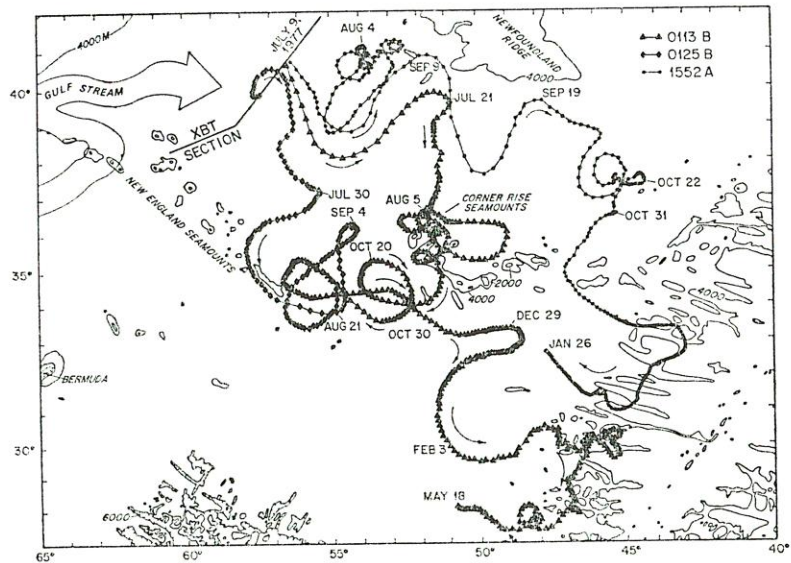 4000M
GULF STREAM
JULY 9,
1977
XBT
SECTION
AUG 4
SEP 9
NEWFOUNDLAND
RIDGE
4000
0113 B
0125 B
1552 A
40°
JUL 21
SEP 19
NEW ENGLAND SEAMOUNTS
JUL 30
SEP 4
AUG 5
CORNER RISE
SEAMOUNTS
OCT 22
OCT 31
OCT 20
35°
2000
4000
4000
AUG 21
OCT 30
DEC 29
JAN 26
BERMUDA
30°
FEB 3
MAY 18
6000
65°
60°
55°
50°
45°
40°